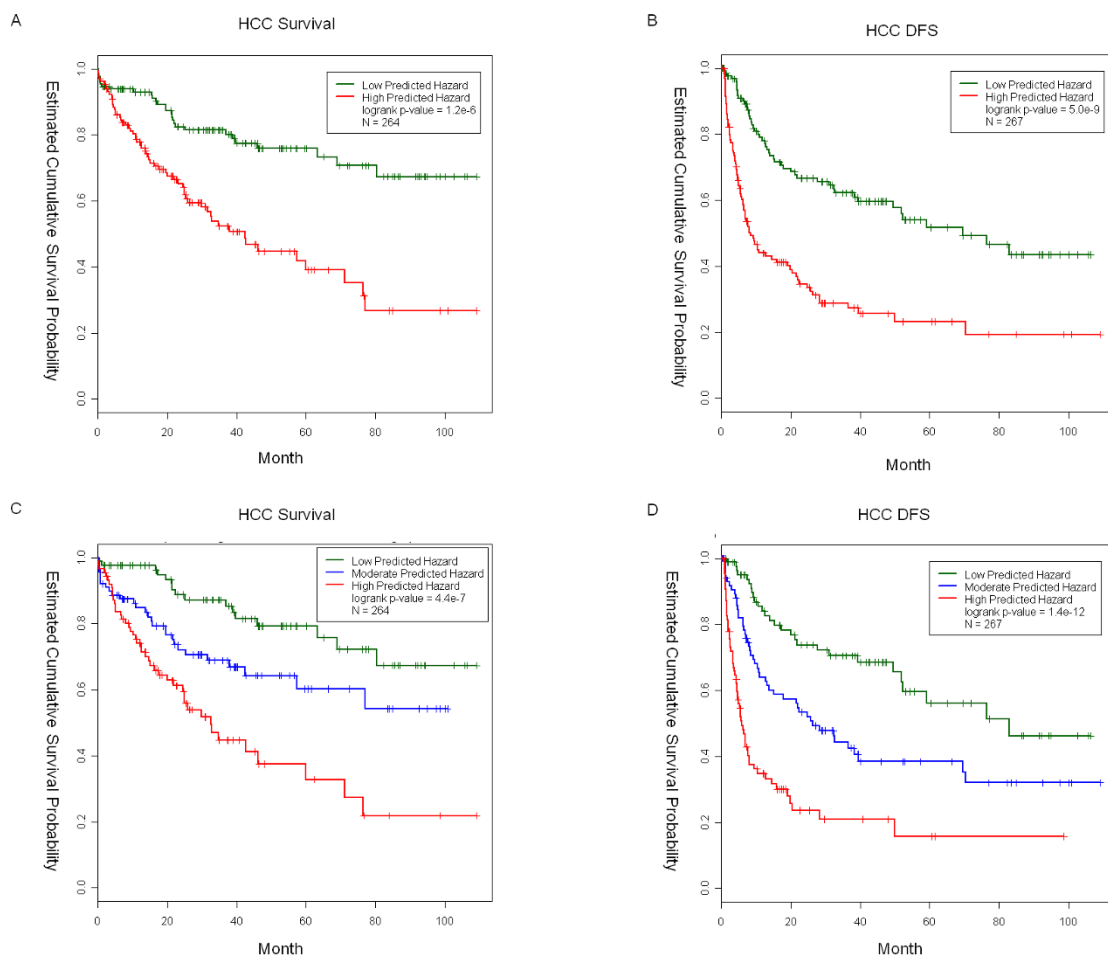 A
HCC Survival
Estimated Cumulative Survival Probability
1.0
0.8
0.6
0.4
0.2
0.0
Low Predicted Hazard
High Predicted Hazard
logrank p-value = 1.2e-6
N = 264
0 20 40 60 80 100
Month
B
HCC DFS
Estimated Cumulative Survival Probability
1.0
0.8
0.6
0.4
0.2
0.0
Low Predicted Hazard
High Predicted Hazard
logrank p-value = 5.0e-9
N = 267
0 20 40 60 80 100
Month
C
HCC Survival
Estimated Cumulative Survival Probability
1.0
0.8
0.6
0.4
0.2
0.0
Low Predicted Hazard
Moderate Predicted Hazard
High Predicted Hazard
logrank p-value = 4.4e-7
N = 264
0 20 40 60 80 100
Month
D
HCC DFS
Estimated Cumulative Survival Probability
1.0
0.8
0.6
0.4
0.2
0.0
Low Predicted Hazard
Moderate Predicted Hazard
High Predicted Hazard
logrank p-value = 1.4e-12
N = 267
0 20 40 60 80 100
Month